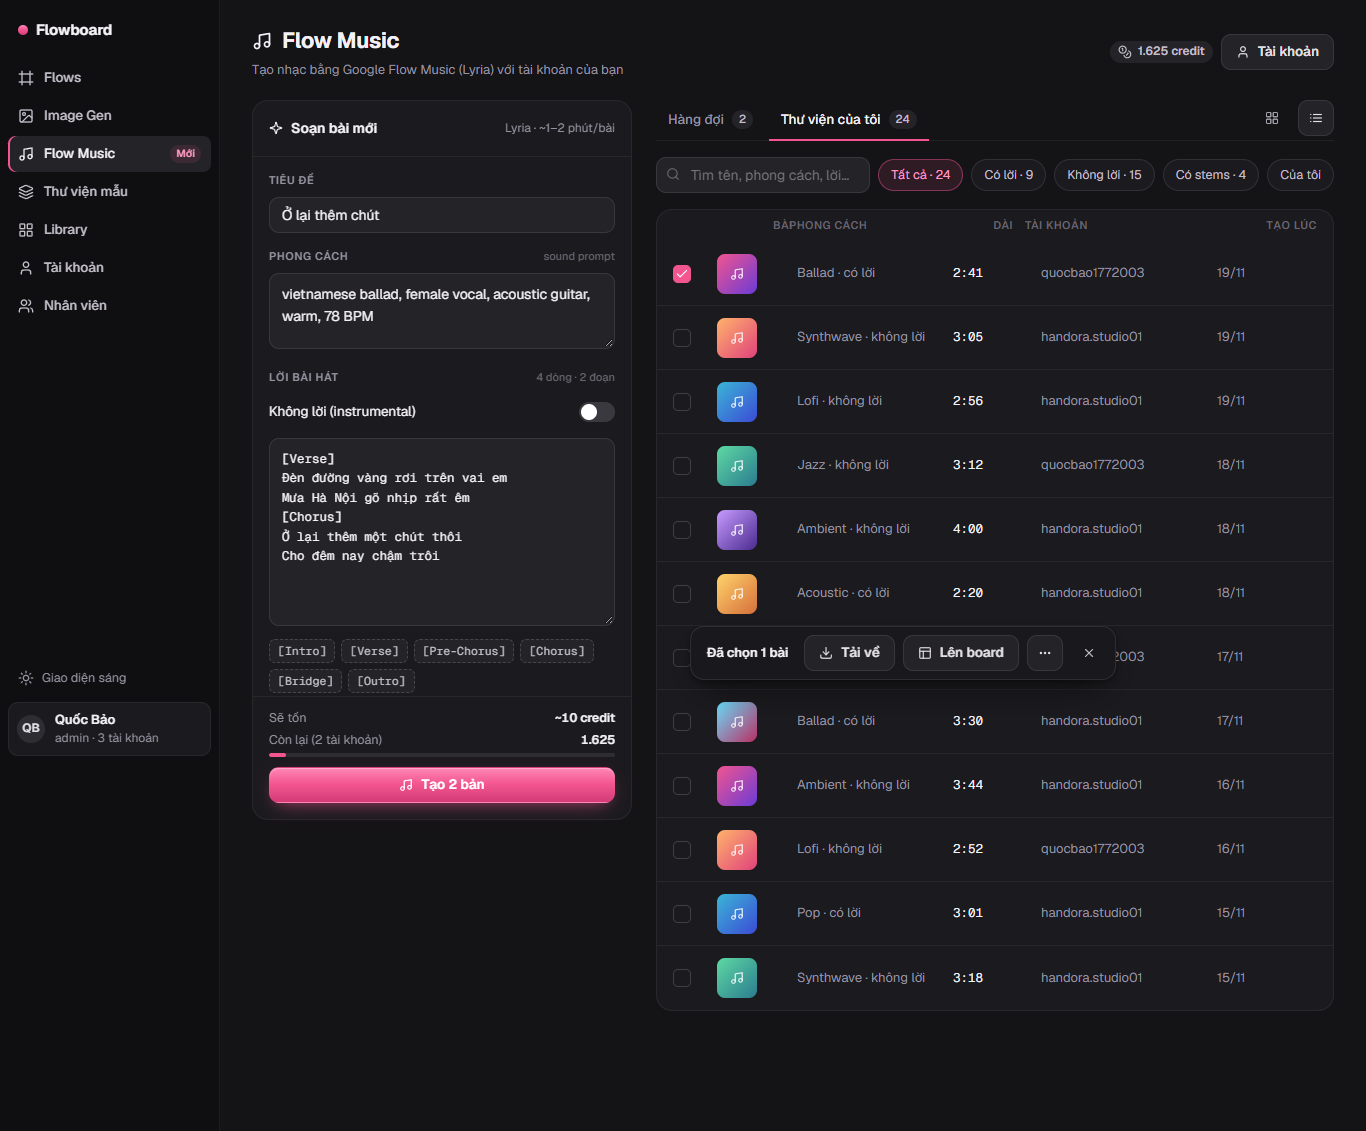 Flowboard
Flows
Image Gen
Flow Music
Mới
Thư viện mẫu
Library
Tài khoản
Nhân viên
Giao diện sáng
QB
Quốc Bảo
admin · 3 tài khoản
Flow Music
Tạo nhạc bằng Google Flow Music (Lyria) với tài khoản của bạn
1.625 credit
Tài khoản
Soạn bài mới
Lyria · ~1–2 phút/bài
TIÊU ĐỀ
Ở lại thêm chút
PHONG CÁCH
sound prompt
vietnamese ballad, female vocal, acoustic guitar,
warm, 78 BPM
LỜI BÀI HÁT
4 dòng · 2 đoạn
Không lời (instrumental)
[Verse]
Đèn đường vàng rơi trên vai em
Mưa Hà Nội gõ nhịp rất êm
[Chorus]
Ở lại thêm một chút thôi
Cho đêm nay chậm trôi
[Intro] [Verse] [Pre-Chorus] [Chorus]
[Bridge] [Outro]
Sẽ tốn
~10 credit
Còn lại (2 tài khoản)
1.625
Tạo 2 bản
Hàng đợi 2
Thư viện của tôi 24
Tìm tên, phong cách, lời...
Tất cả · 24
Có lời · 9
Không lời · 15
Có stems · 4
Của tôi
BÀPHONG CÁCH DÀI TÀI KHOẢN TẠO LÚC
Ballad · có lời 2:41 quocbao1772003 19/11
Synthwave · không lời 3:05 handora.studio01 19/11
Lofi · không lời 2:56 handora.studio01 19/11
Jazz · không lời 3:12 quocbao1772003 18/11
Ambient · không lời 4:00 handora.studio01 18/11
Acoustic · có lời 2:20 handora.studio01 18/11
003 17/11
Đã chọn 1 bài
Tải về
Lên board
Ballad · có lời 3:30 handora.studio01 17/11
Ambient · không lời 3:44 handora.studio01 16/11
Lofi · không lời 2:52 quocbao1772003 16/11
Pop · có lời 3:01 handora.studio01 15/11
Synthwave · không lời 3:18 handora.studio01 15/11